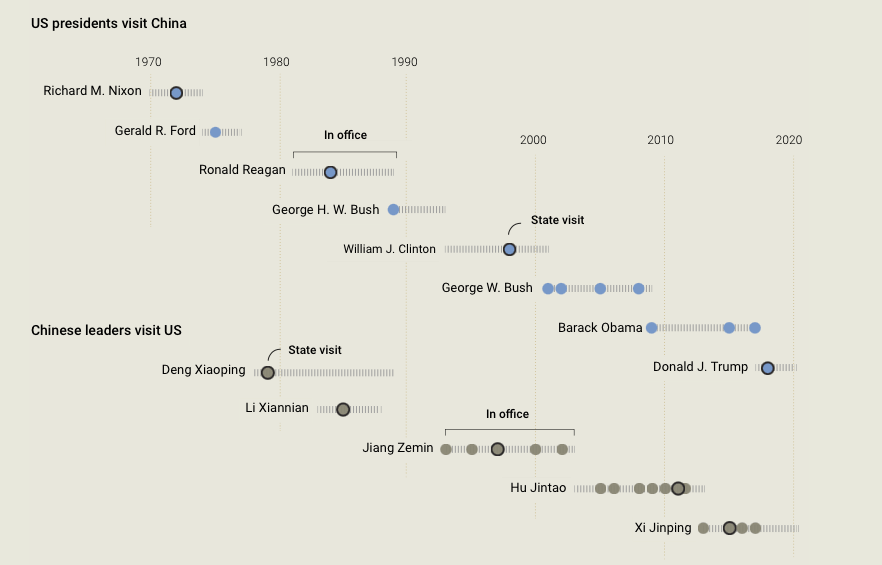 US presidents visit China
1970 1980 1990
Richard M. Nixon
Gerald R. Ford
In office
2000 2010 2020
Ronald Reagan
George H. W. Bush
State visit
William J. Clinton
George W. Bush
Barack Obama
Chinese leaders visit US
State visit
Donald J. Trump
Deng Xiaoping
Li Xiannian
In office
Jiang Zemin
Hu Jintao
Xi Jinping